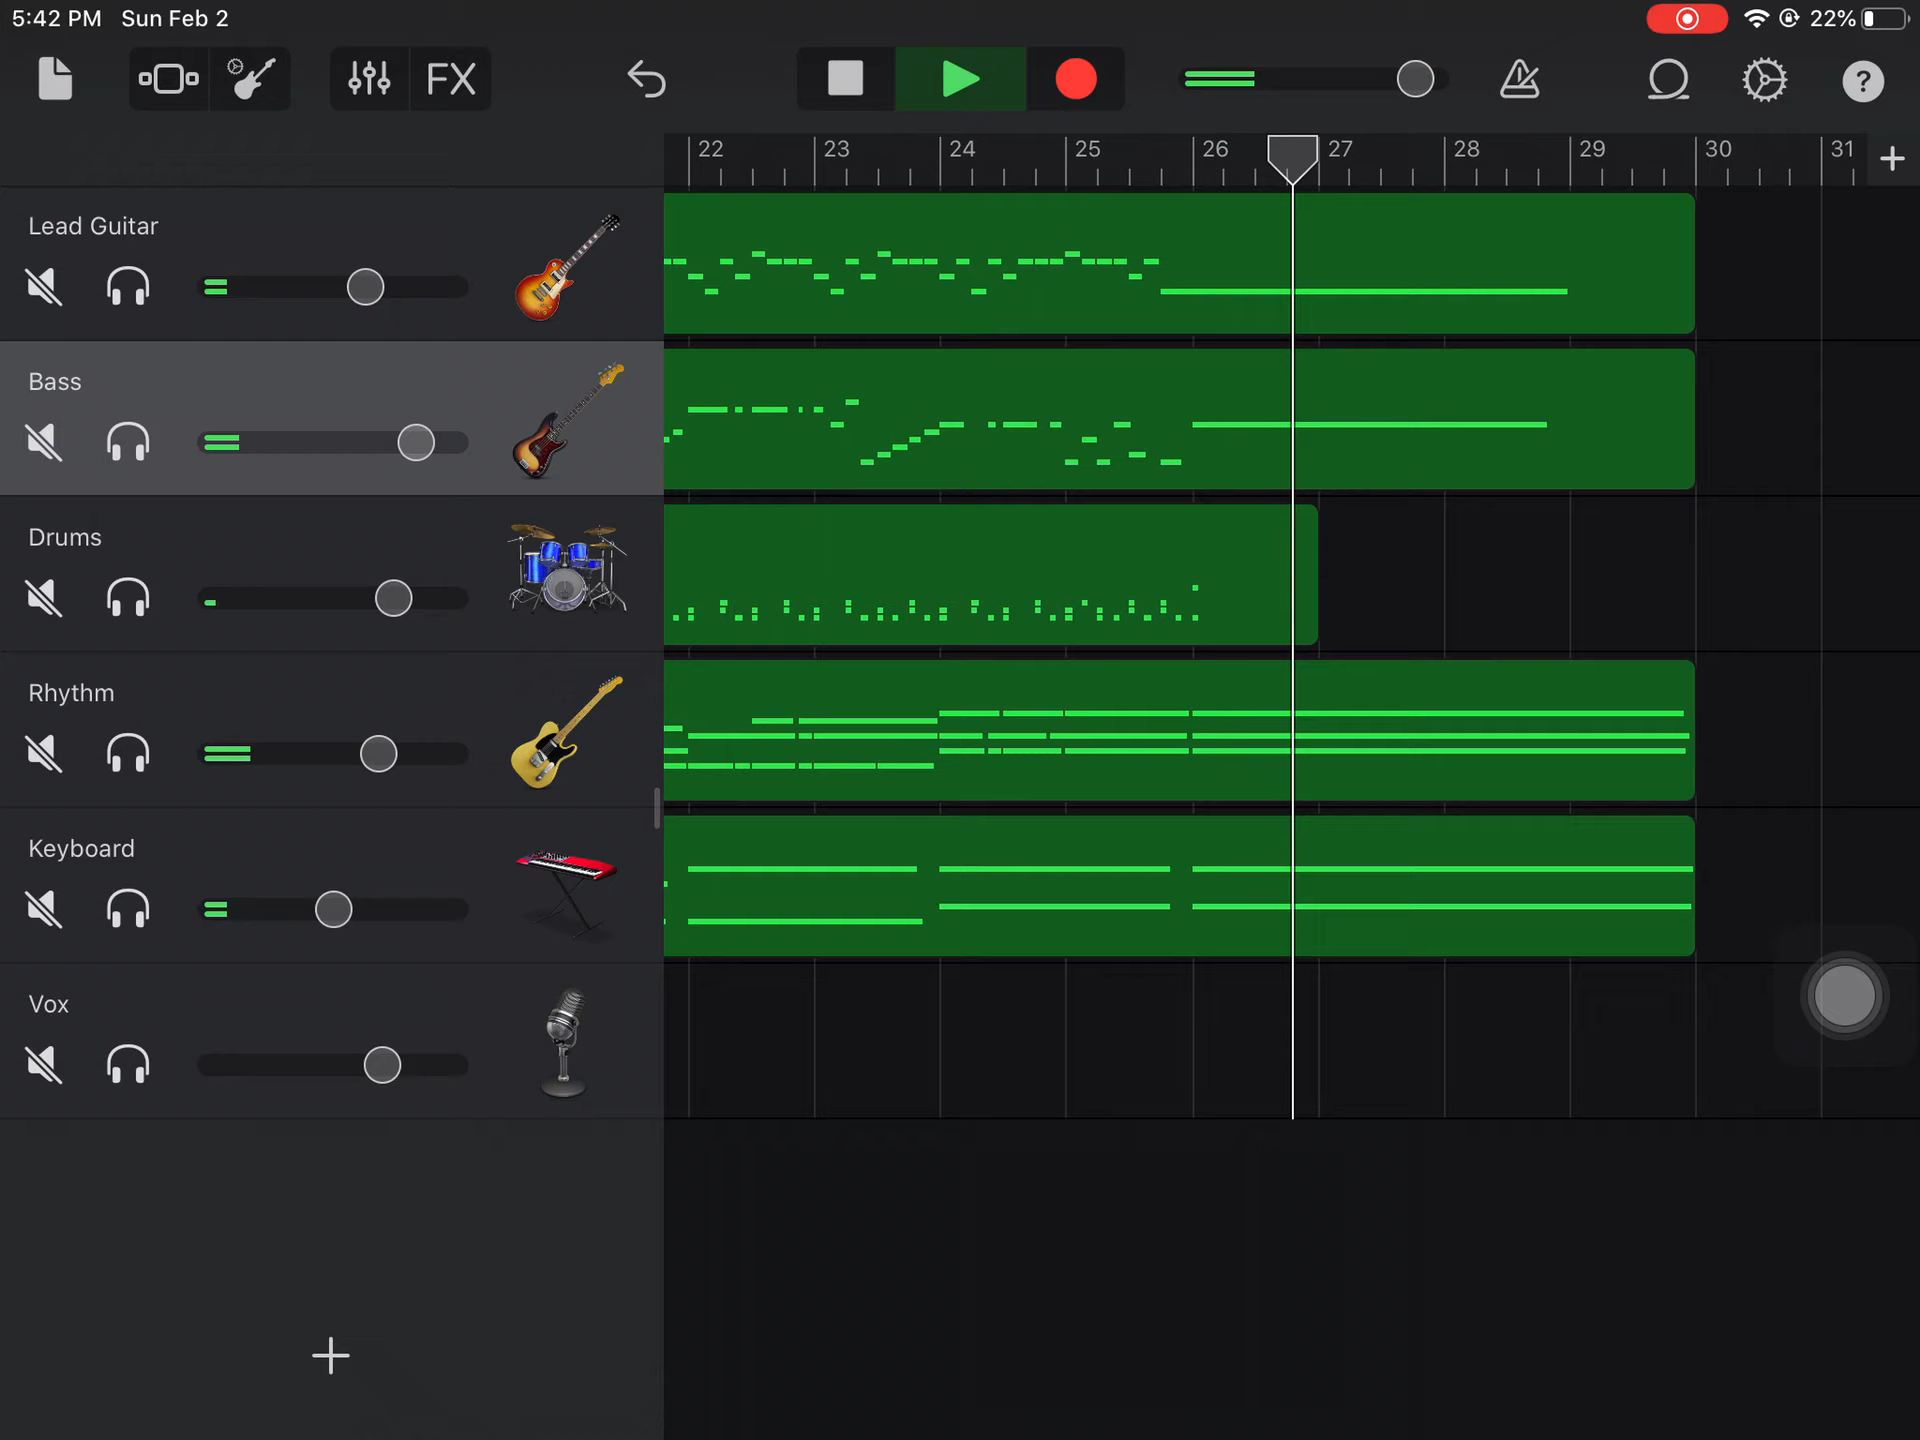 5:42 PM Sun Feb 2 22%
FX ?
22 23 24 25 26 27 28 29 30 31
Lead Guitar
Bass
Drums
Rhythm
Keyboard
Vox